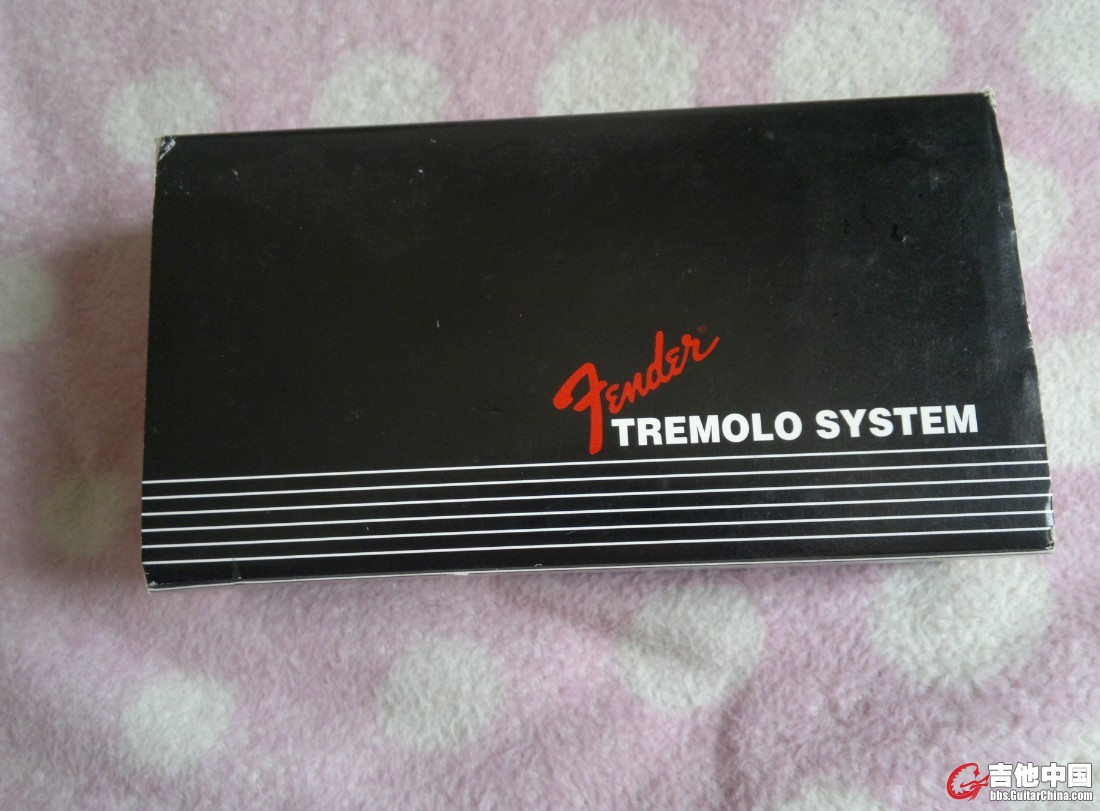 Fender®
TREMOLO SYSTEM
吉他中国
bbs.GuitarChina.com